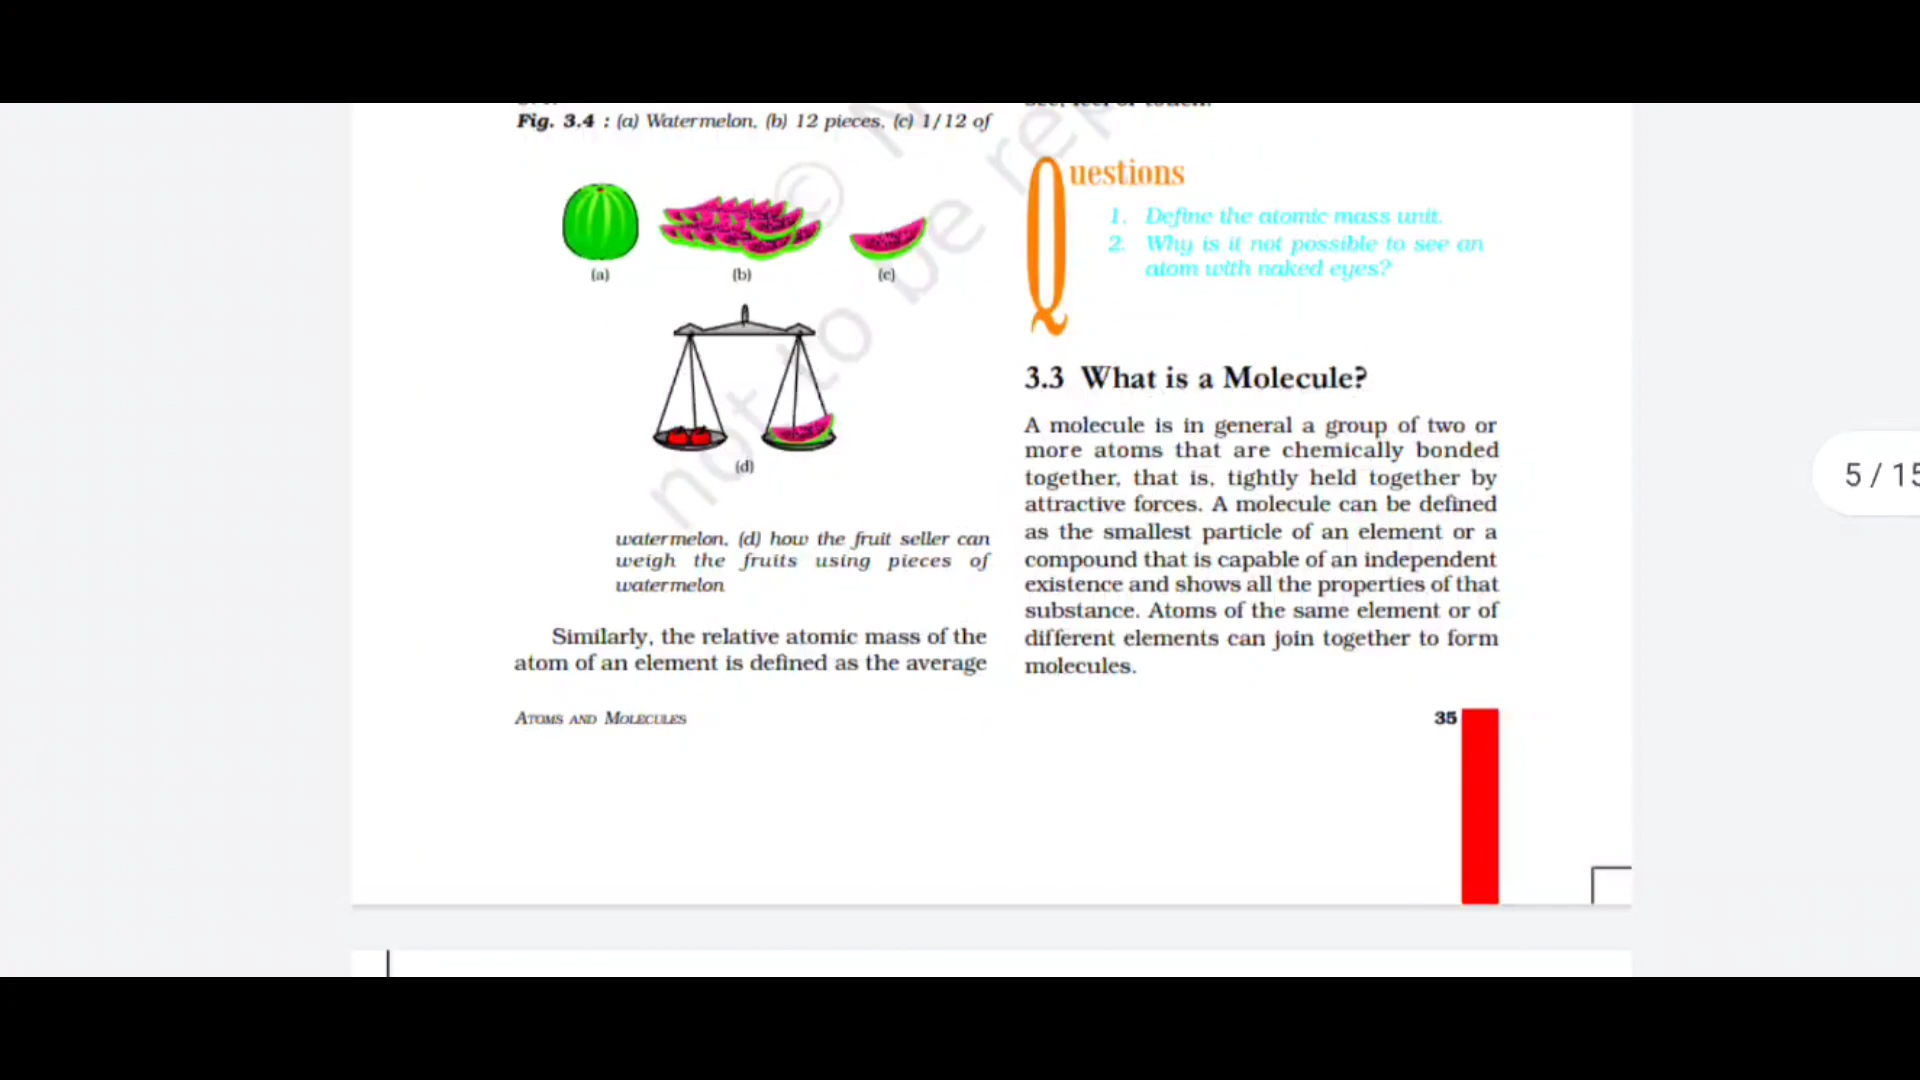 Fig. 3.4 : (a) Watermelon, (b) 12 pieces, (c) 1/12 of
(a)
(b)
(c)
(d)
watermelon, (d) how the fruit seller can
weigh the fruits using pieces of
watermelon
Similarly, the relative atomic mass of the
atom of an element is defined as the average
ATOMS AND MOLECULES
Questions
1. Define the atomic mass unit.
2. Why is it not possible to see an
atom with naked eyes?
3.3 What is a Molecule?
A molecule is in general a group of two or
more atoms that are chemically bonded
together, that is, tightly held together by
attractive forces. A molecule can be defined
as the smallest particle of an element or a
compound that is capable of an independent
existence and shows all the properties of that
substance. Atoms of the same element or of
different elements can join together to form
molecules.
35
5 / 15
© N
not to be rep